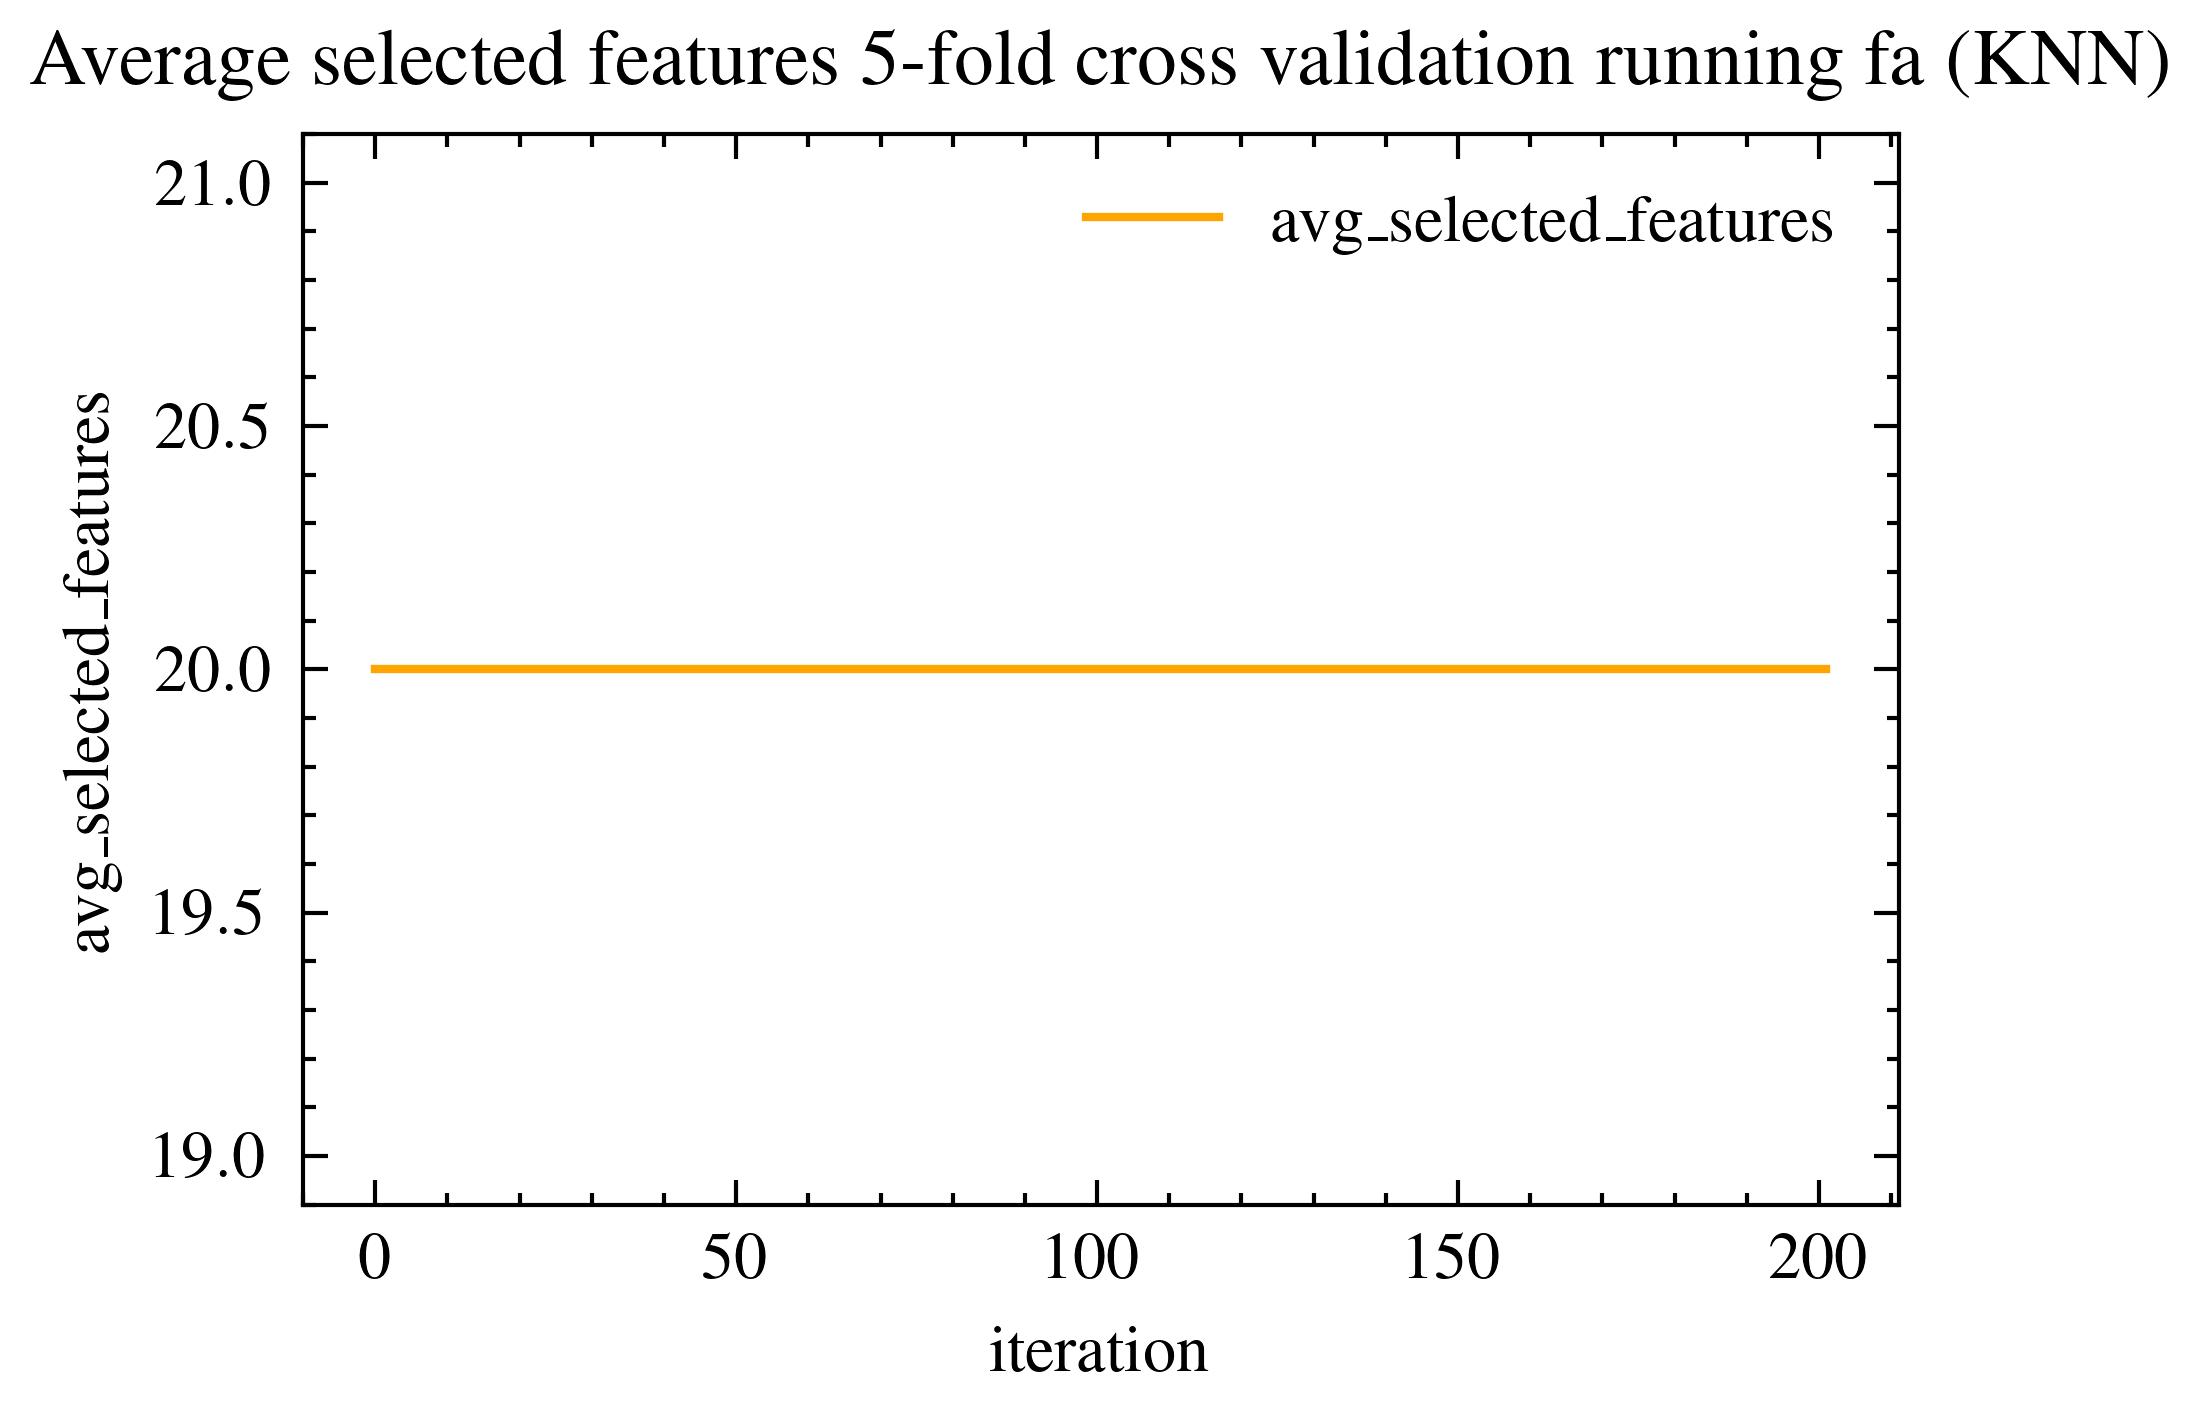 Average selected features 5-fold cross validation running fa (KNN)
avg_selected_features
21.0
20.5
20.0
19.5
19.0
avg_selected_features
0 50 100 150 200
iteration